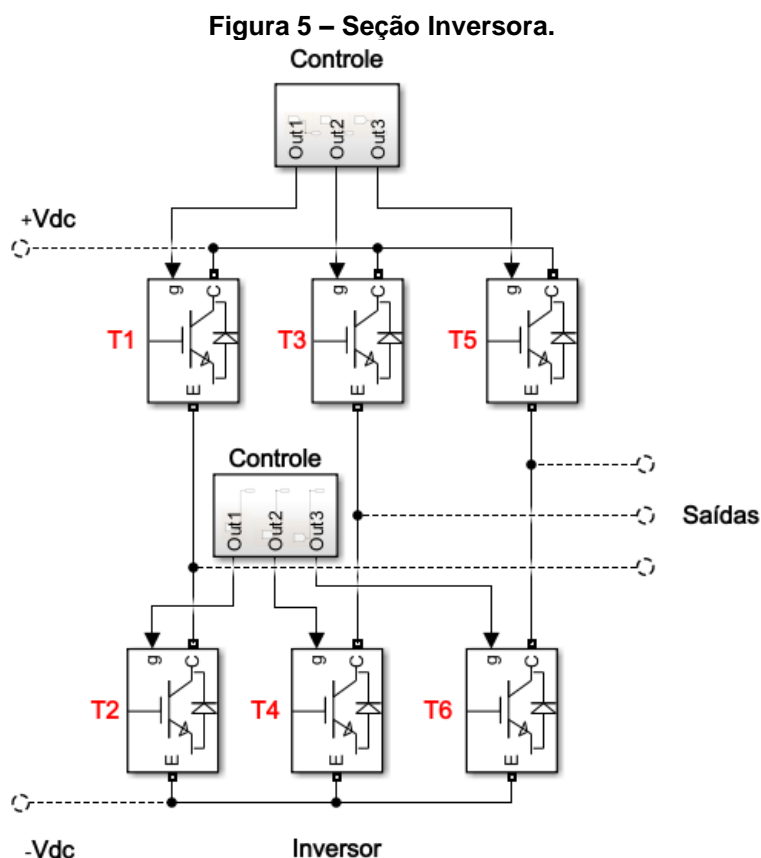 Figura 5 – Seção Inversora.
Controle
Out1 Out2 Out3
+Vdc
g C g C g C
T1 T3 T5
E E E
Controle
Out1 Out2 Out3
Saídas
g C g C g C
T2 T4 T6
E E E
-Vdc Inversor